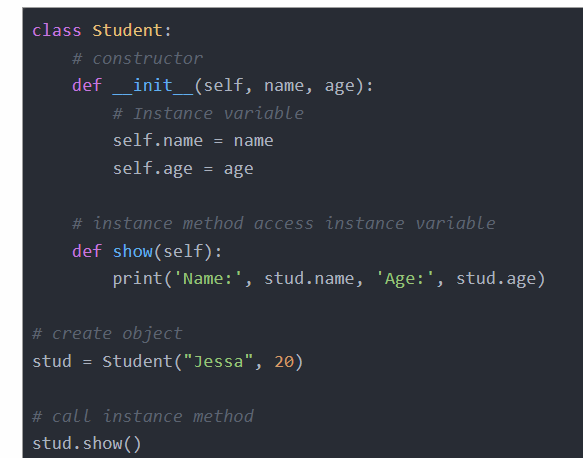 class Student:
    # constructor
    def __init__(self, name, age):
        # Instance variable
        self.name = name
        self.age = age

    # instance method access instance variable
    def show(self):
        print('Name:', stud.name, 'Age:', stud.age)

# create object
stud = Student("Jessa", 20)

# call instance method
stud.show()